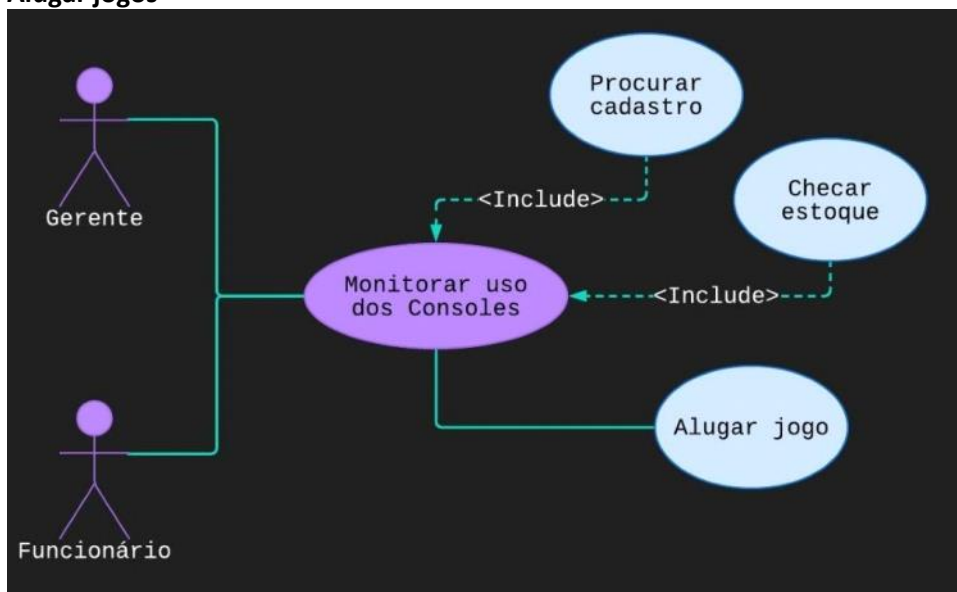 Alugar jogos
Procurar
cadastro
<Include>
Checar
estoque
Gerente
Monitorar uso
dos Consoles
<Include>
Alugar jogo
Funcionário